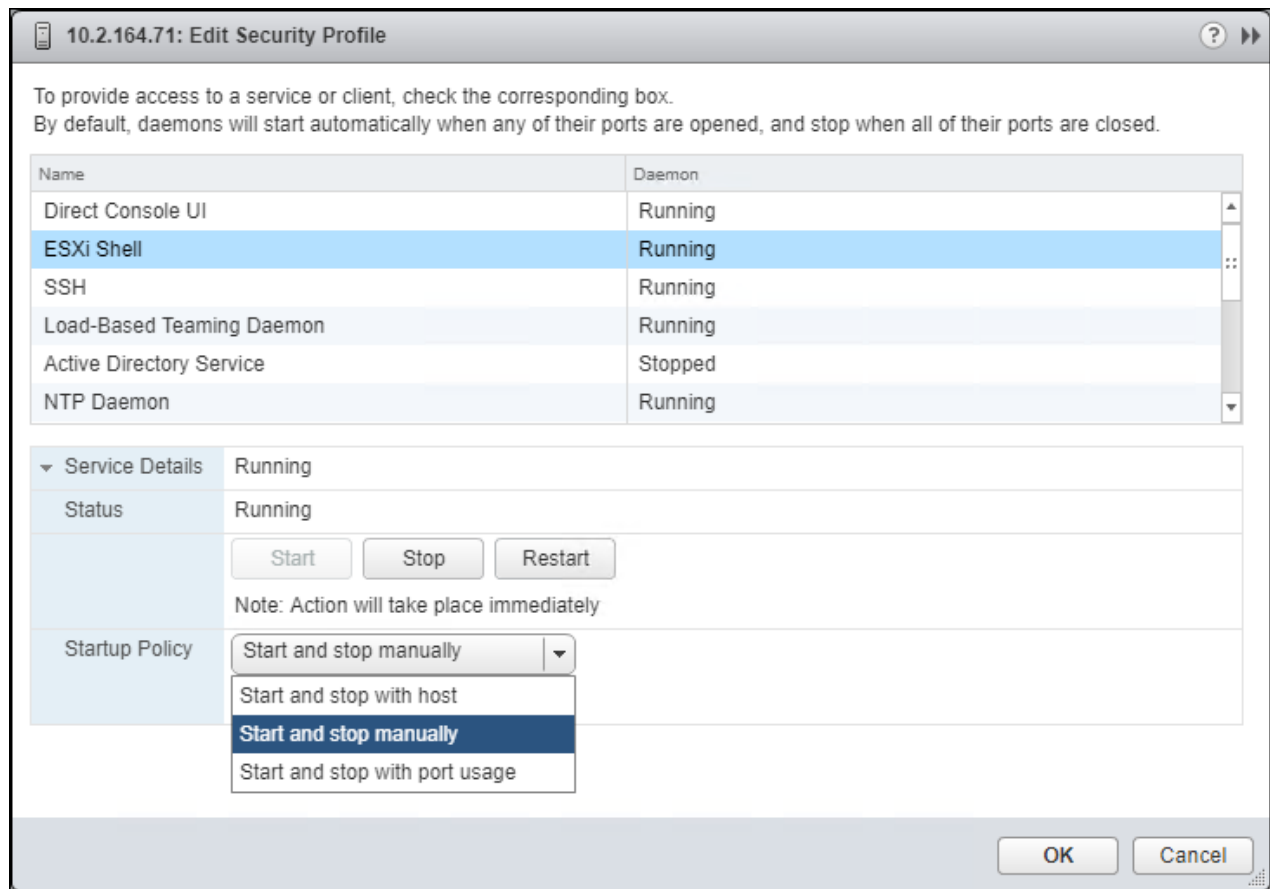 10.2.164.71: Edit Security Profile
?
To provide access to a service or client, check the corresponding box.
By default, daemons will start automatically when any of their ports are opened, and stop when all of their ports are closed.
Name Daemon
Direct Console UI Running
ESXi Shell Running
SSH Running
Load-Based Teaming Daemon Running
Active Directory Service Stopped
NTP Daemon Running
Service Details Running
Status Running
Start Stop Restart
Note: Action will take place immediately
Startup Policy Start and stop manually
Start and stop with host
Start and stop manually
Start and stop with port usage
OK Cancel